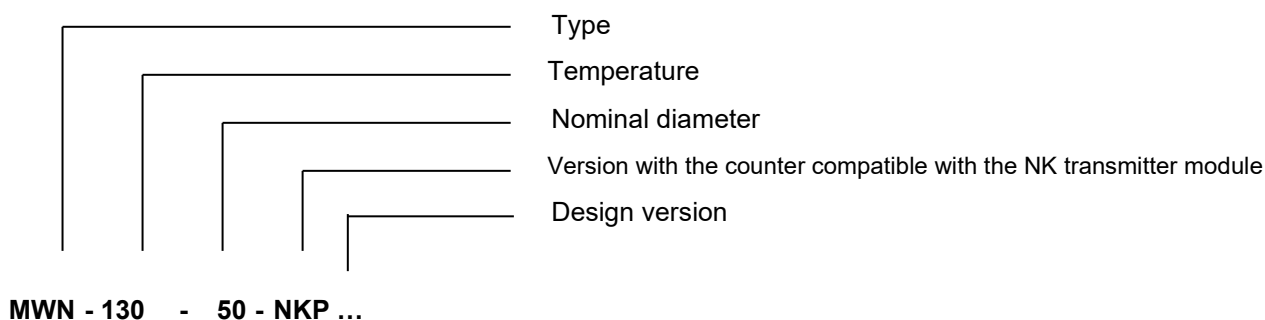 Type
Temperature
Nominal diameter
Version with the counter compatible with the NK transmitter module
Design version
MWN - 130 - 50 - NKP ...